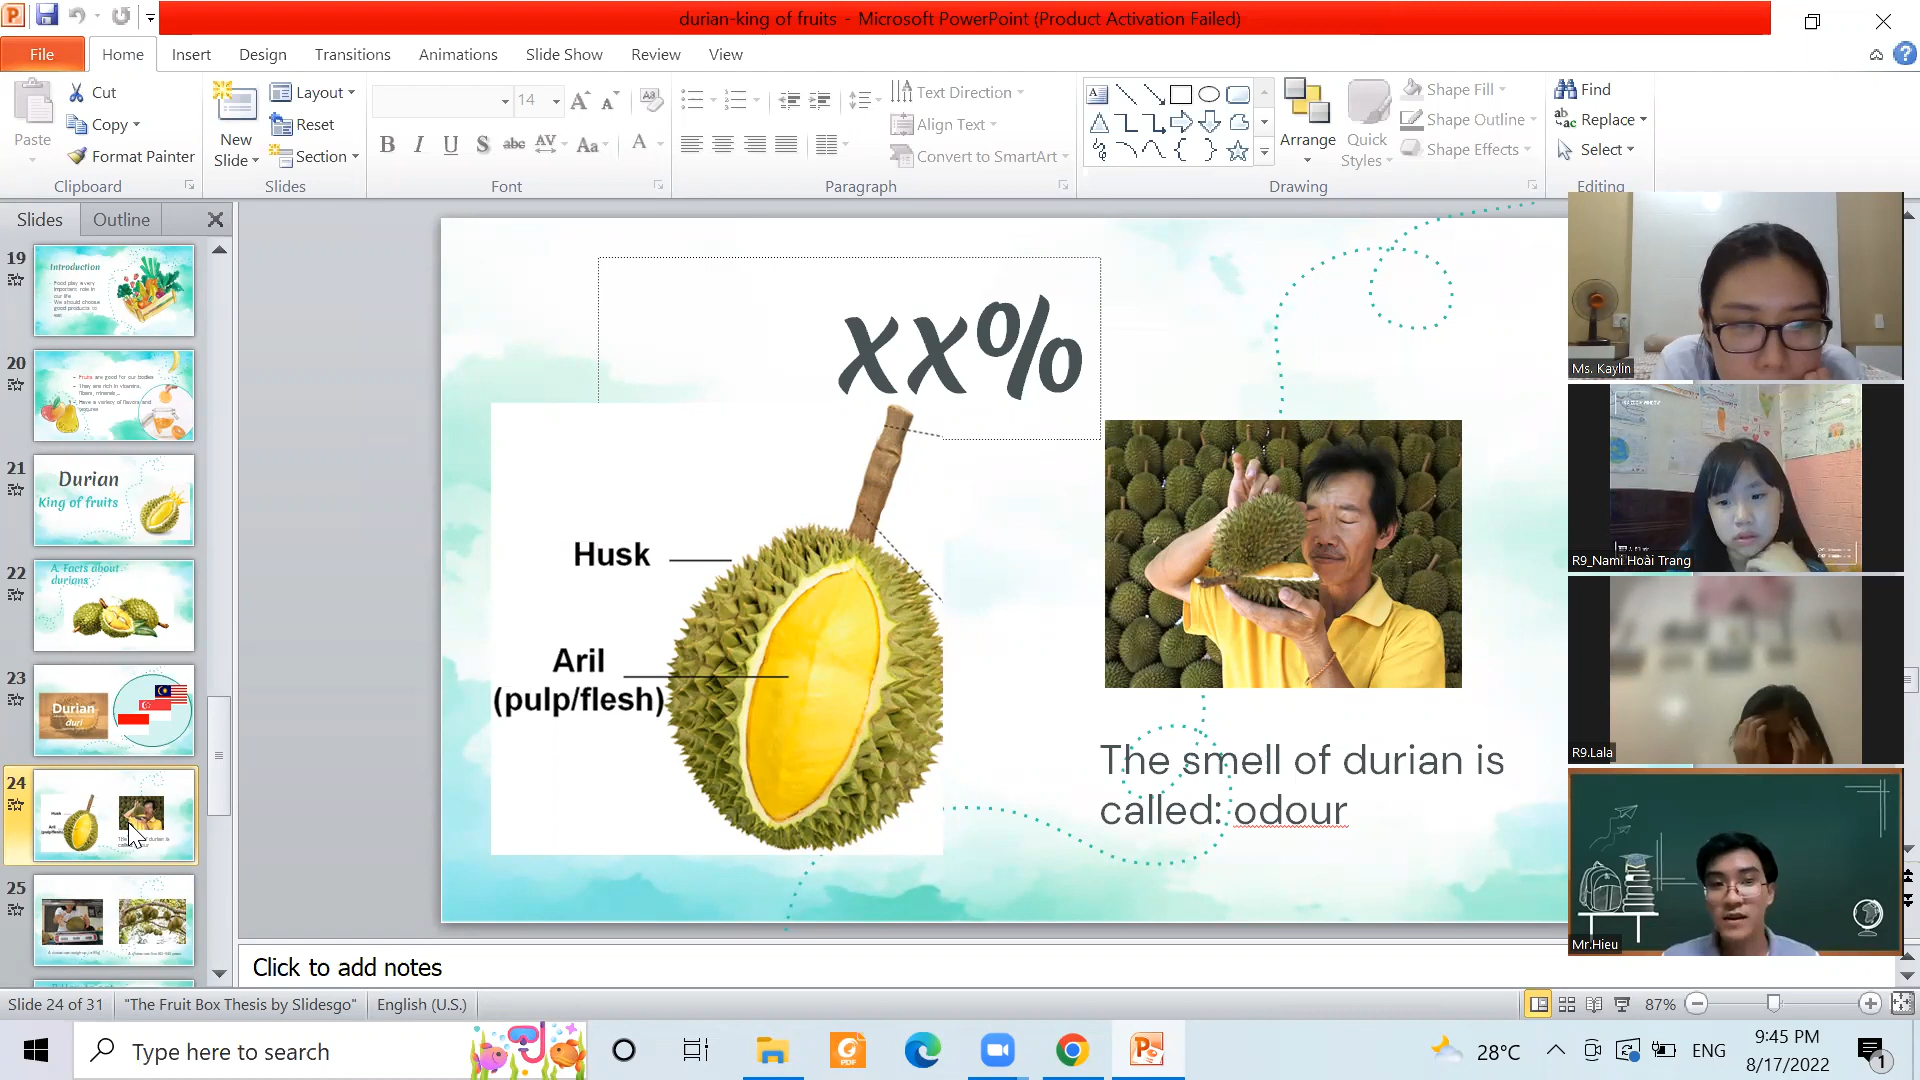 durian-king of fruits - Microsoft PowerPoint (Product Activation Failed)
File Home Insert Design Transitions Animations Slide Show Review View
Paste
Cut
Copy
Format Painter
Clipboard
New
Slide
Layout
Reset
Section
Slides
14
B I U S abc AV Aa A
Font
Text Direction
Align Text
Convert to SmartArt
Paragraph
Arrange
Quick
Styles
Shape Fill
Shape Outline
Shape Effects
Drawing
Find
Replace
Select
Editing
Slides Outline
19
Introduction
Food play a very
important role in
our life
We should choose
good products to
eat
20
Fruits are good for our bodies
They are rich in vitamins,
fibers, minerals,...
Have a variety of flavors and
21
Durian
King of fruits
22
A. Facts about
durians
23
Durian
duri
24
Husk
Aril
25
xx%
Husk
Aril
(pulp/flesh)
The smell of durian is
called: odour
Ms. Kaylin
R9_Nami Hoài Trang
R9.Lala
Mr.Hieu
Click to add notes
Slide 24 of 31 "The Fruit Box Thesis by Slidesgo" English (U.S.) 87%
Type here to search
PDF
28°C
ENG
9:45 PM
8/17/2022
1